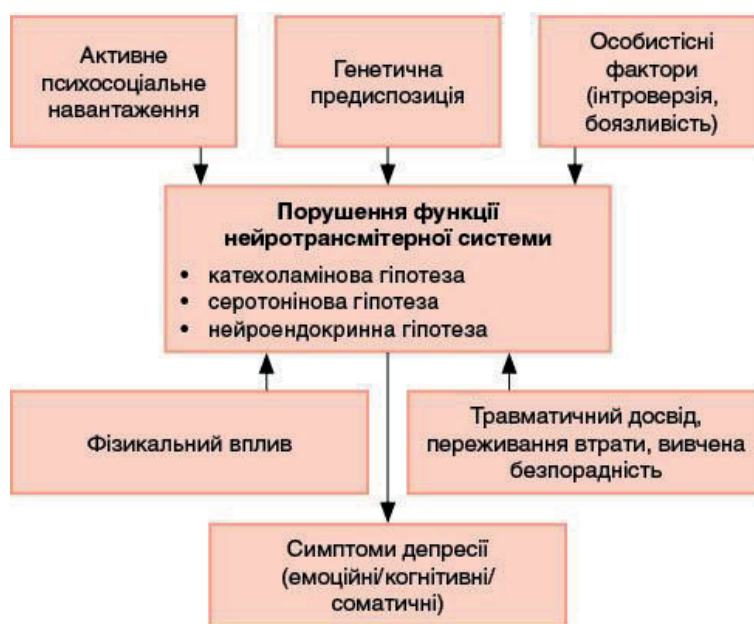 Активне
психосоціальне
навантаження
Генетична
предиспозиція
Особистісні
фактори
(інтроверзія,
боязливість)
Порушення функції
нейротрансмітерної системи
• катехоламінова гіпотеза
• серотонінова гіпотеза
• нейроендокринна гіпотеза
Фізикальний вплив
Травматичний досвід,
переживання втрати, вивчена
безпорадність
Симптоми депресії
(емоційні/когнітивні/
соматичні)